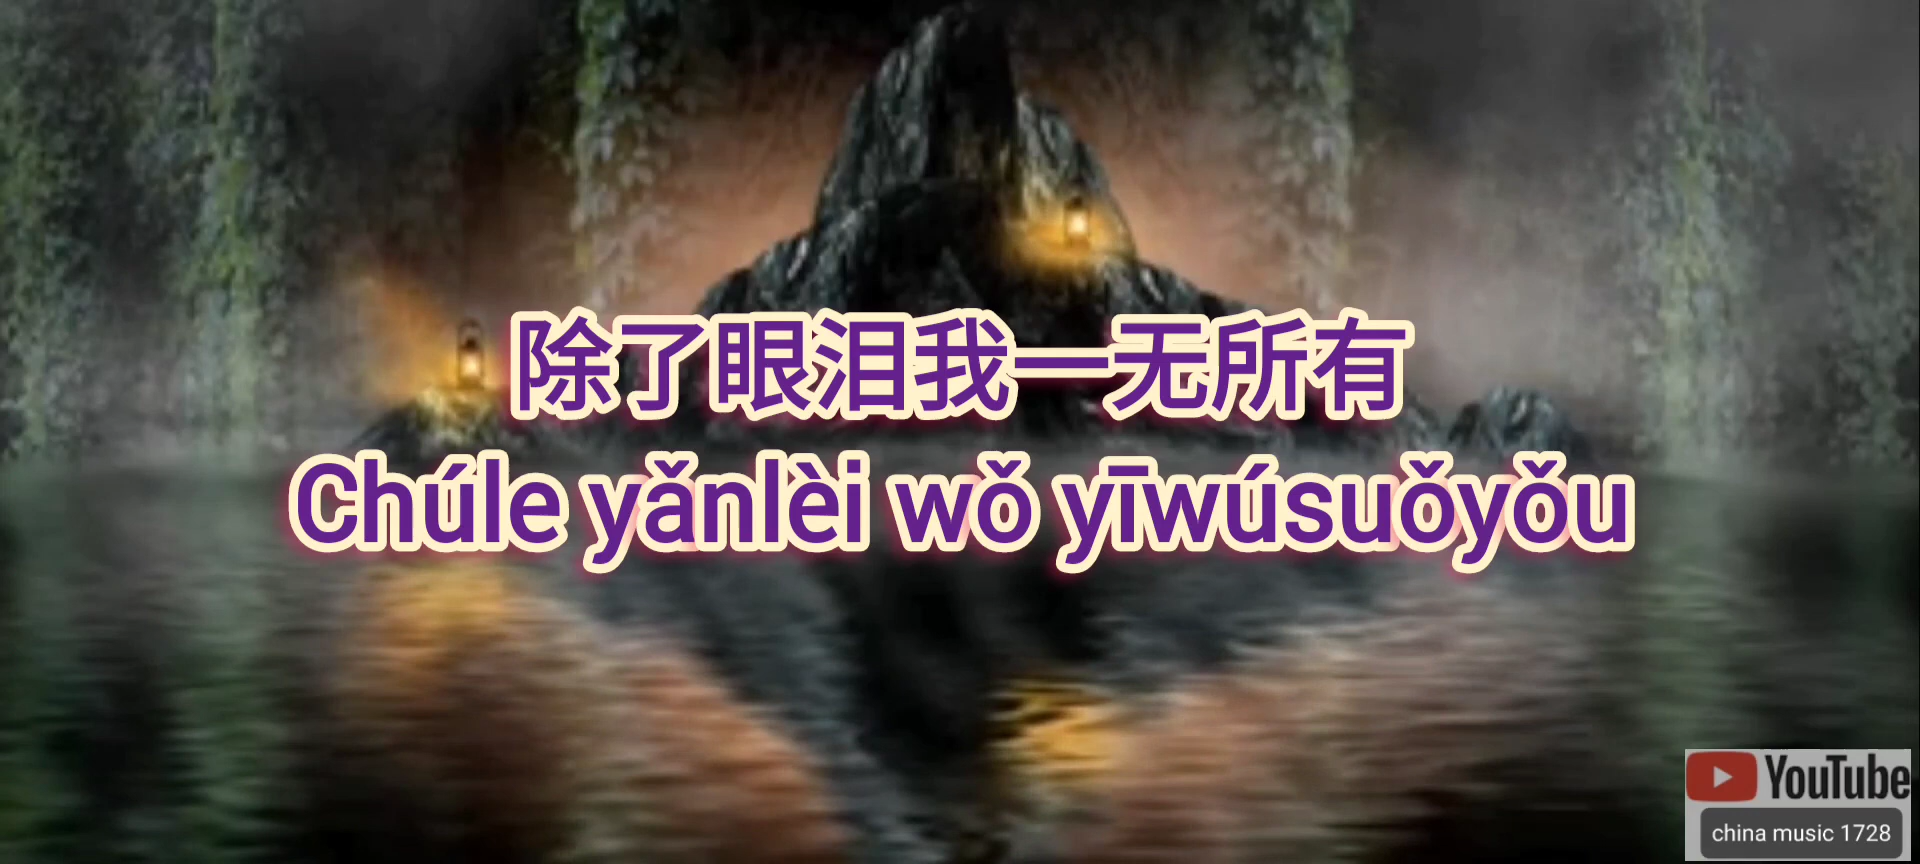 除了眼泪我一无所有
Chúle yǎnlèi wǒ yīwúsuǒyǒu
YouTube
china music 1728